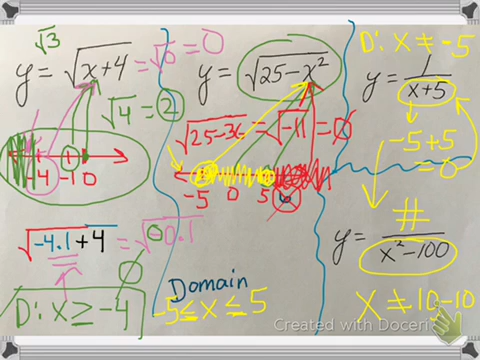 √3
y = √x+4 = √0 = 0
√4 = 2
-4 -1 0
√-4.1+4 = √-0.1
D: x ≥ -4
y = √25-x²
√25-36 = √-11 = ∅
-5 0 5 6
Domain
-5 ≤ x ≤ 5
D: x ≠ -5
y = 1/(x+5)
-5+5
= 0
y = #/(x²-100)
x ≠ 10 -10
Created with Doceri